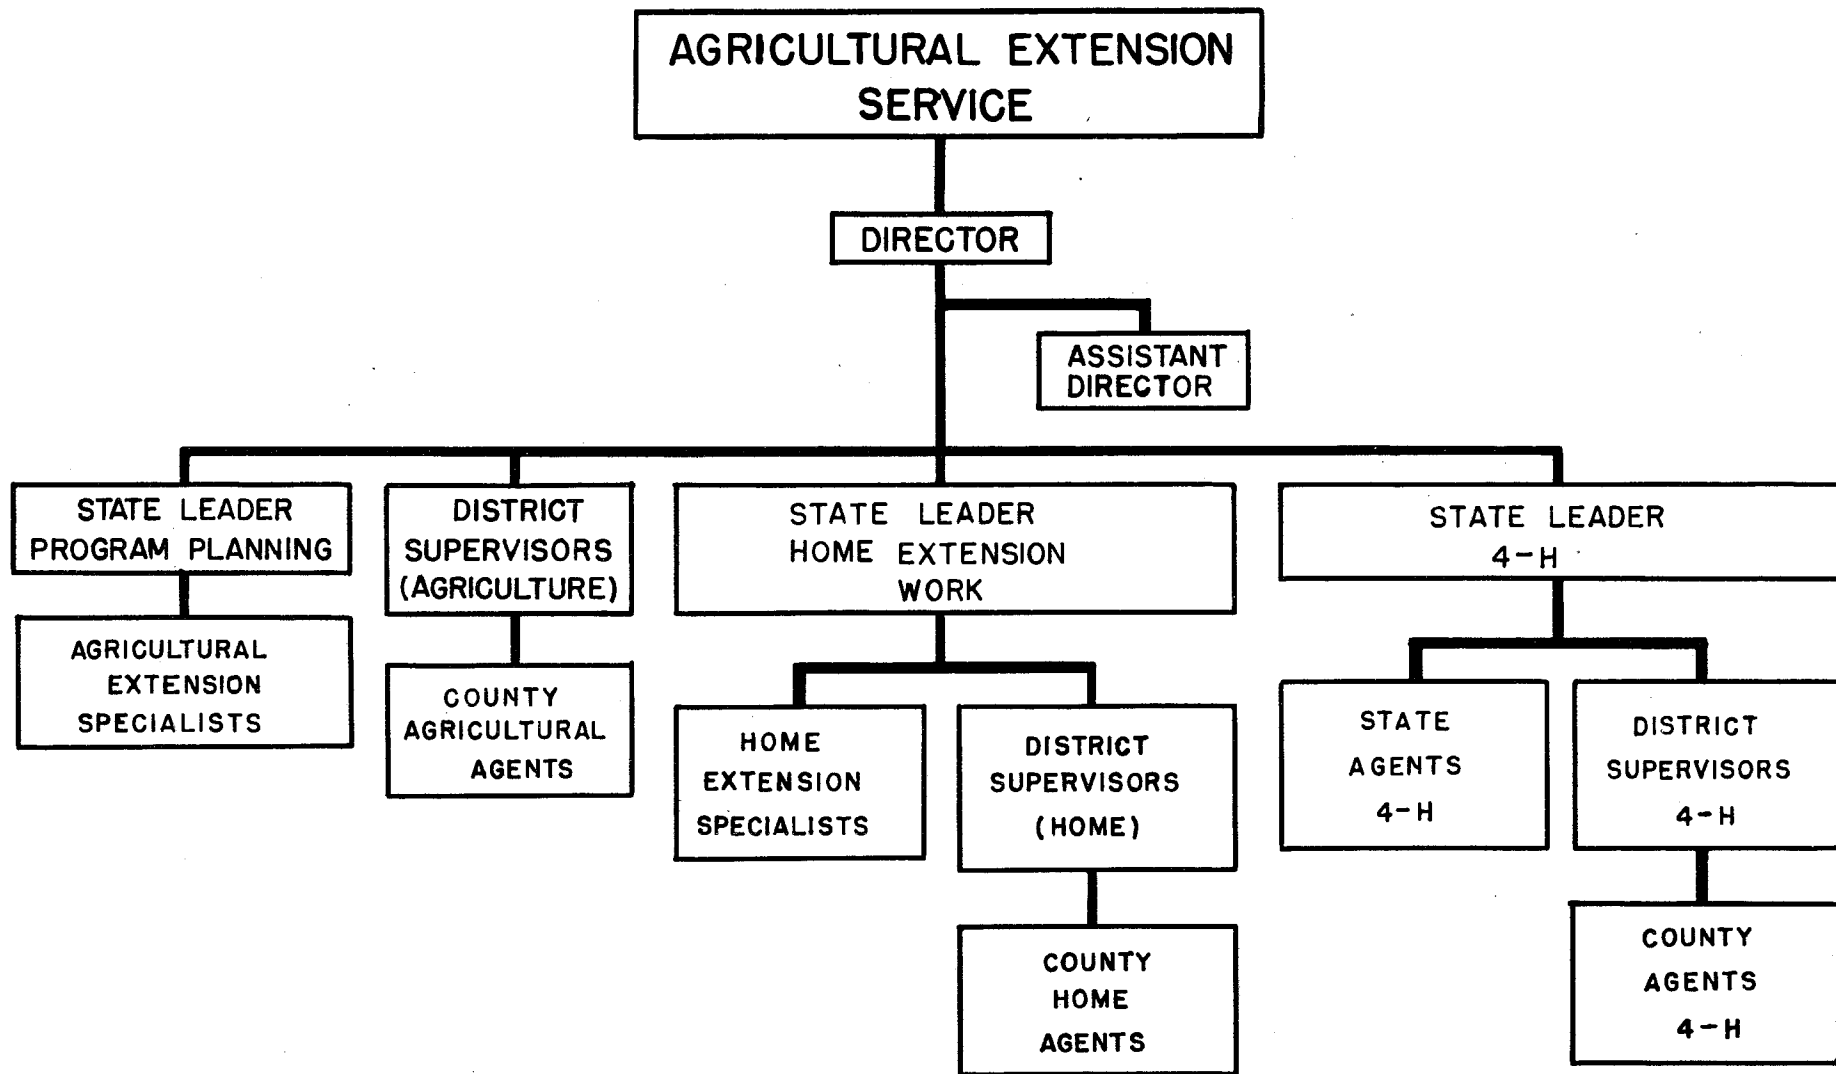 AGRICULTURAL EXTENSION
SERVICE
DIRECTOR
ASSISTANT
DIRECTOR
STATE LEADER
PROGRAM PLANNING
DISTRICT
SUPERVISORS
(AGRICULTURE)
STATE LEADER
HOME EXTENSION
WORK
STATE LEADER
4-H
AGRICULTURAL
EXTENSION
SPECIALISTS
COUNTY
AGRICULTURAL
AGENTS
HOME
EXTENSION
SPECIALISTS
DISTRICT
SUPERVISORS
(HOME)
STATE
AGENTS
4-H
DISTRICT
SUPERVISORS
4-H
COUNTY
HOME
AGENTS
COUNTY
AGENTS
4-H